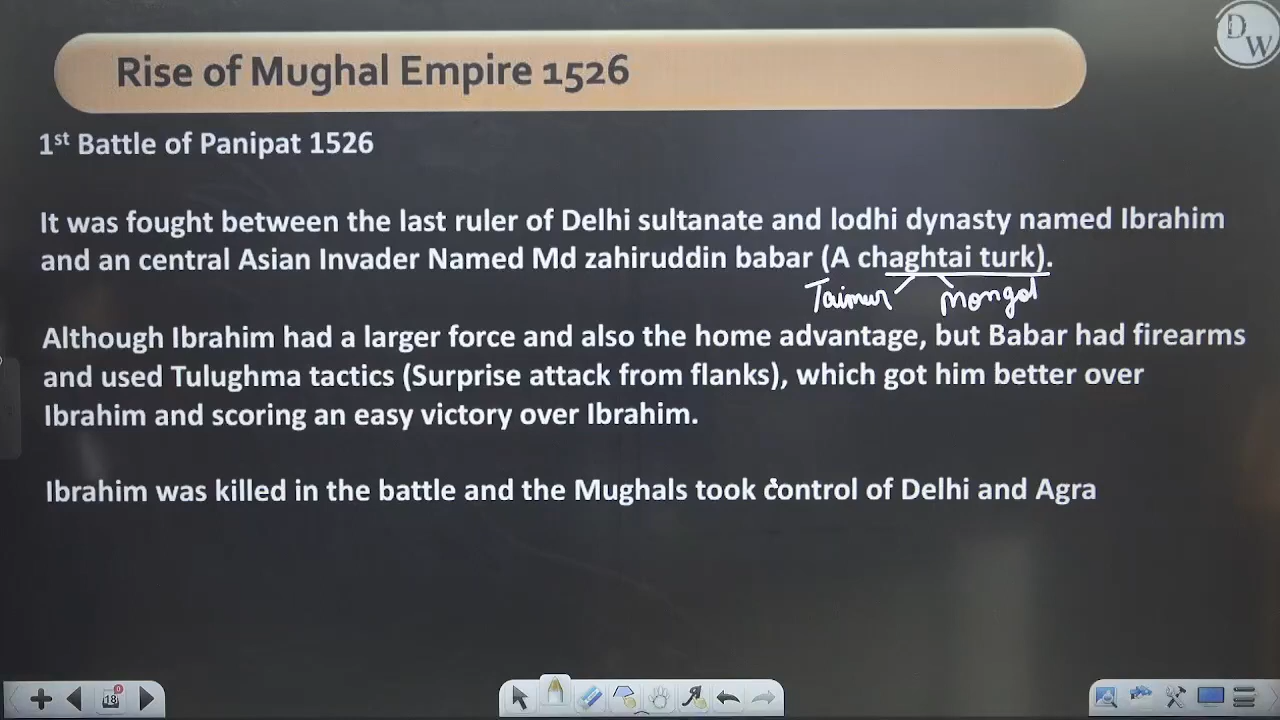 D
W
Rise of Mughal Empire 1526
1st Battle of Panipat 1526
It was fought between the last ruler of Delhi sultanate and lodhi dynasty named Ibrahim
and an central Asian Invader Named Md zahiruddin babar (A chaghtai turk).
Taimur Mongol
Although Ibrahim had a larger force and also the home advantage, but Babar had firearms
and used Tulughma tactics (Surprise attack from flanks), which got him better over
Ibrahim and scoring an easy victory over Ibrahim.
Ibrahim was killed in the battle and the Mughals took control of Delhi and Agra
18